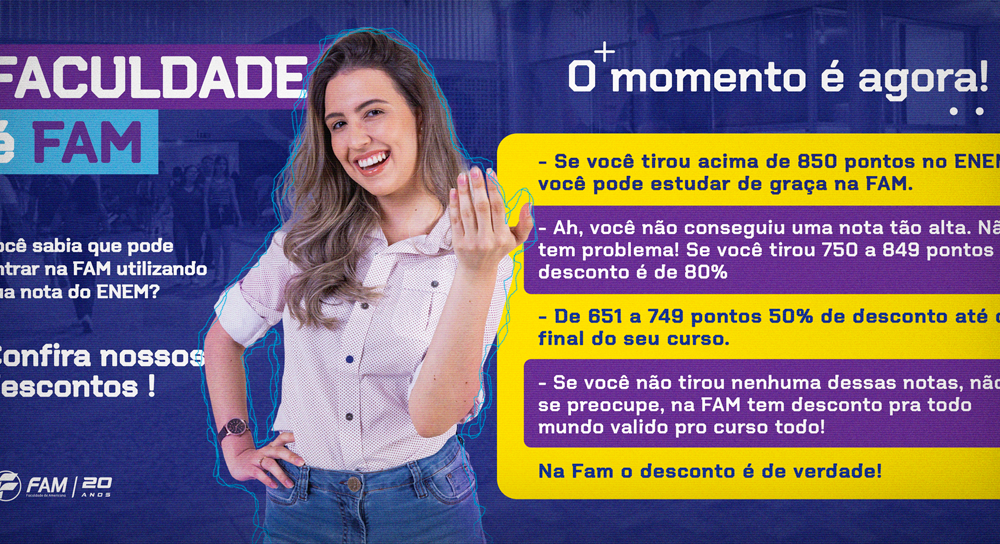 FACULDADE
é FAM
ocê sabia que pode
ntrar na FAM utilizando
ua nota do ENEM?
Confira nossos
escontos !
FAM | 20
Faculdade de Americana ANOS
O momento é agora!
- Se você tirou acima de 850 pontos no ENEM
você pode estudar de graça na FAM.
- Ah, você não conseguiu uma nota tão alta. Nã
tem problema! Se você tirou 750 a 849 pontos
desconto é de 80%
- De 651 a 749 pontos 50% de desconto até o
final do seu curso.
- Se você não tirou nenhuma dessas notas, não
se preocupe, na FAM tem desconto pra todo
mundo valido pro curso todo!
Na Fam o desconto é de verdade!